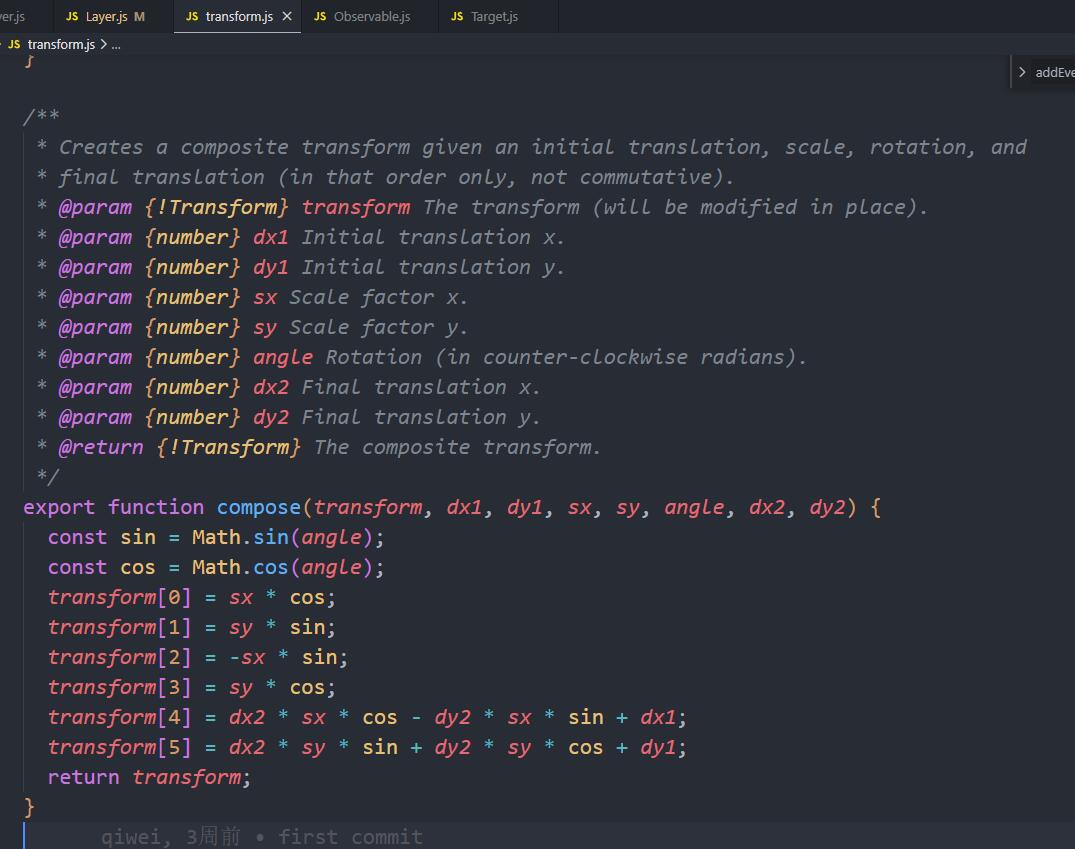 ver.js JS Layer.js M JS transform.js × JS Observable.js JS Target.js
JS transform.js > ...
}
> addEve
/**
 * Creates a composite transform given an initial translation, scale, rotation, and
 * final translation (in that order only, not commutative).
 * @param {!Transform} transform The transform (will be modified in place).
 * @param {number} dx1 Initial translation x.
 * @param {number} dy1 Initial translation y.
 * @param {number} sx Scale factor x.
 * @param {number} sy Scale factor y.
 * @param {number} angle Rotation (in counter-clockwise radians).
 * @param {number} dx2 Final translation x.
 * @param {number} dy2 Final translation y.
 * @return {!Transform} The composite transform.
 */
export function compose(transform, dx1, dy1, sx, sy, angle, dx2, dy2) {
  const sin = Math.sin(angle);
  const cos = Math.cos(angle);
  transform[0] = sx * cos;
  transform[1] = sy * sin;
  transform[2] = -sx * sin;
  transform[3] = sy * cos;
  transform[4] = dx2 * sx * cos - dy2 * sx * sin + dx1;
  transform[5] = dx2 * sy * sin + dy2 * sy * cos + dy1;
  return transform;
}
qiwei, 3周前 • first commit